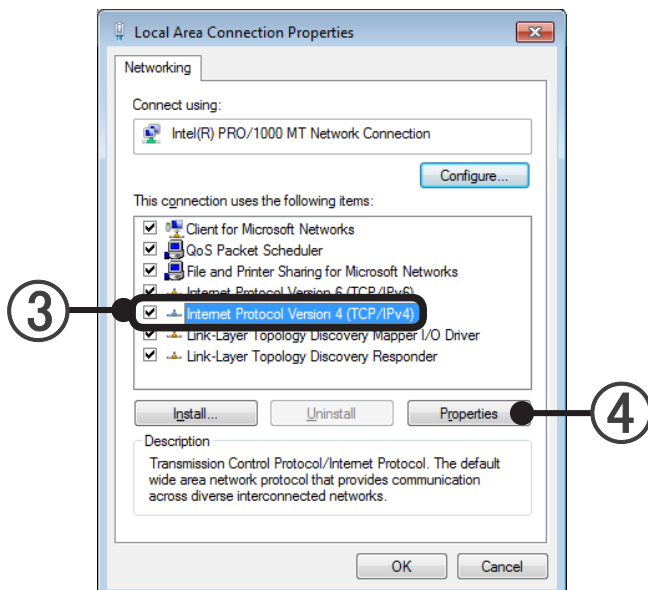 Local Area Connection Properties
Networking
Connect using:
Intel(R) PRO/1000 MT Network Connection
Configure...
This connection uses the following items:
Client for Microsoft Networks
QoS Packet Scheduler
File and Printer Sharing for Microsoft Networks
Internet Protocol Version 6 (TCP/IPv6)
③ Internet Protocol Version 4 (TCP/IPv4)
Link-Layer Topology Discovery Mapper I/O Driver
Link-Layer Topology Discovery Responder
Install... Uninstall Properties ④
Description
Transmission Control Protocol/Internet Protocol. The default
wide area network protocol that provides communication
across diverse interconnected networks.
OK Cancel